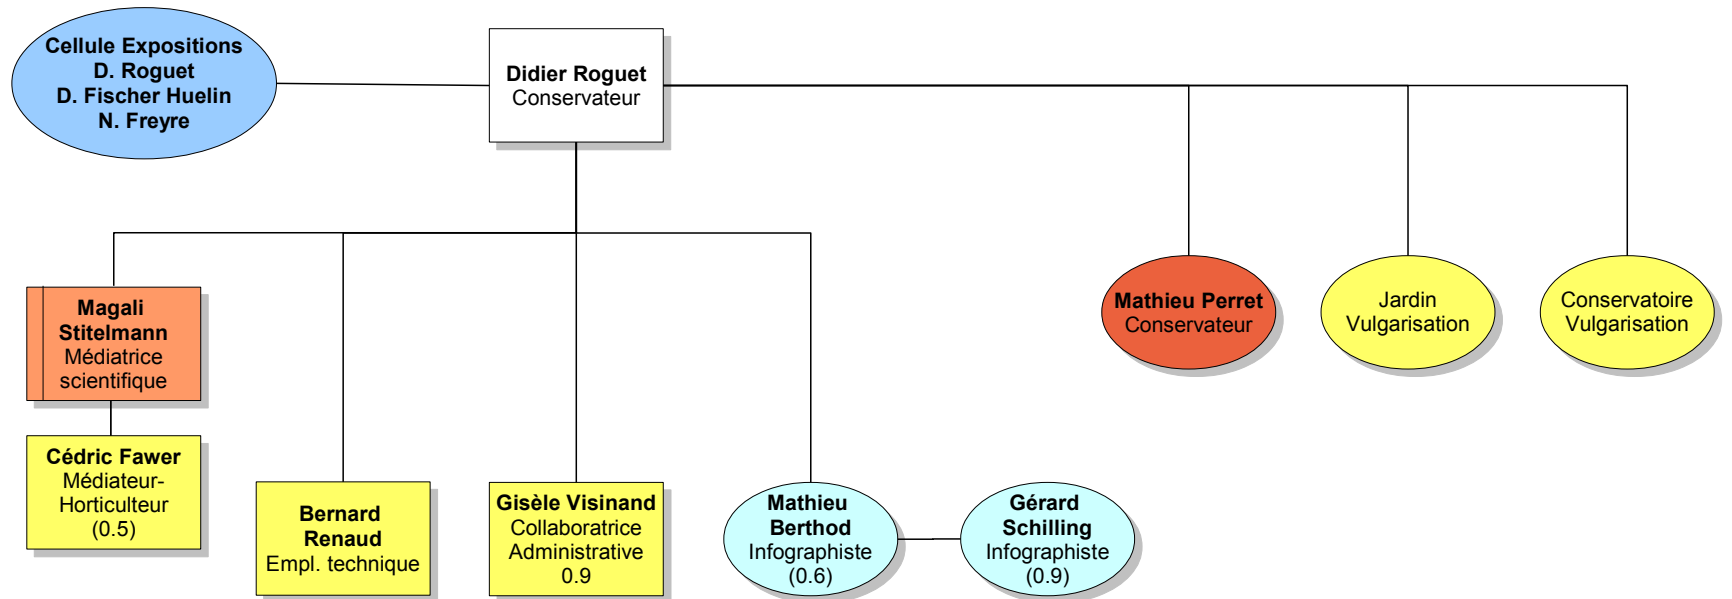 Cellule Expositions
D. Roguet
D. Fischer Huelin
N. Freyre
Didier Roguet
Conservateur
Magali
Stitelmann
Médiatrice
scientifique
Mathieu Perret
Conservateur
Jardin
Vulgarisation
Conservatoire
Vulgarisation
Cédric Fawer
Médiateur-
Horticulteur
(0.5)
Bernard
Renaud
Empl. technique
Gisèle Visinand
Collaboratrice
Administrative
0.9
Mathieu
Berthod
Infographiste
(0.6)
Gérard
Schilling
Infographiste
(0.9)